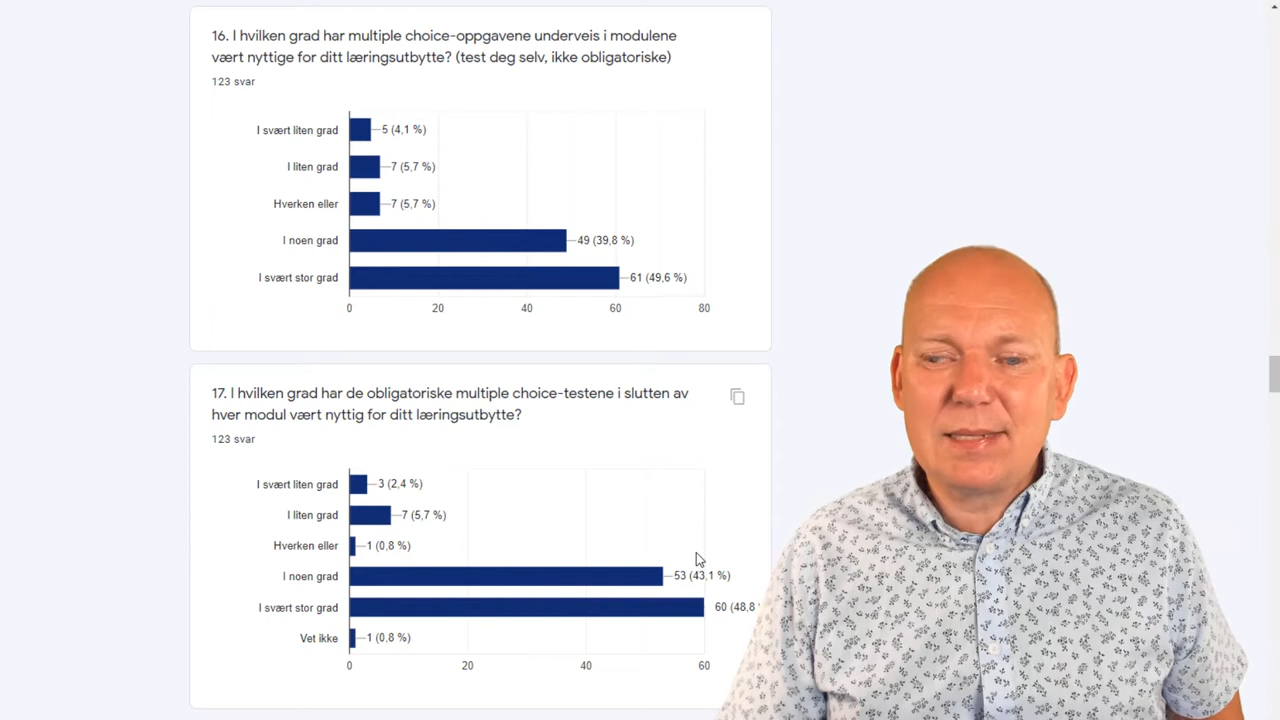 16. I hvilken grad har multiple choice-oppgavene underveis i modulene
vært nyttige for ditt læringsutbytte? (test deg selv, ikke obligatoriske)
123 svar
I svært liten grad 5 (4,1 %)
I liten grad 7 (5,7 %)
Hverken eller 7 (5,7 %)
I noen grad 49 (39,8 %)
I svært stor grad 61 (49,6 %)
0 20 40 60 80
17. I hvilken grad har de obligatoriske multiple choice-testene i slutten av
hver modul vært nyttig for ditt læringsutbytte?
123 svar
I svært liten grad 3 (2,4 %)
I liten grad 7 (5,7 %)
Hverken eller 1 (0,8 %)
I noen grad 53 (43,1 %)
I svært stor grad 60 (48,8
Vet ikke 1 (0,8 %)
0 20 40 60